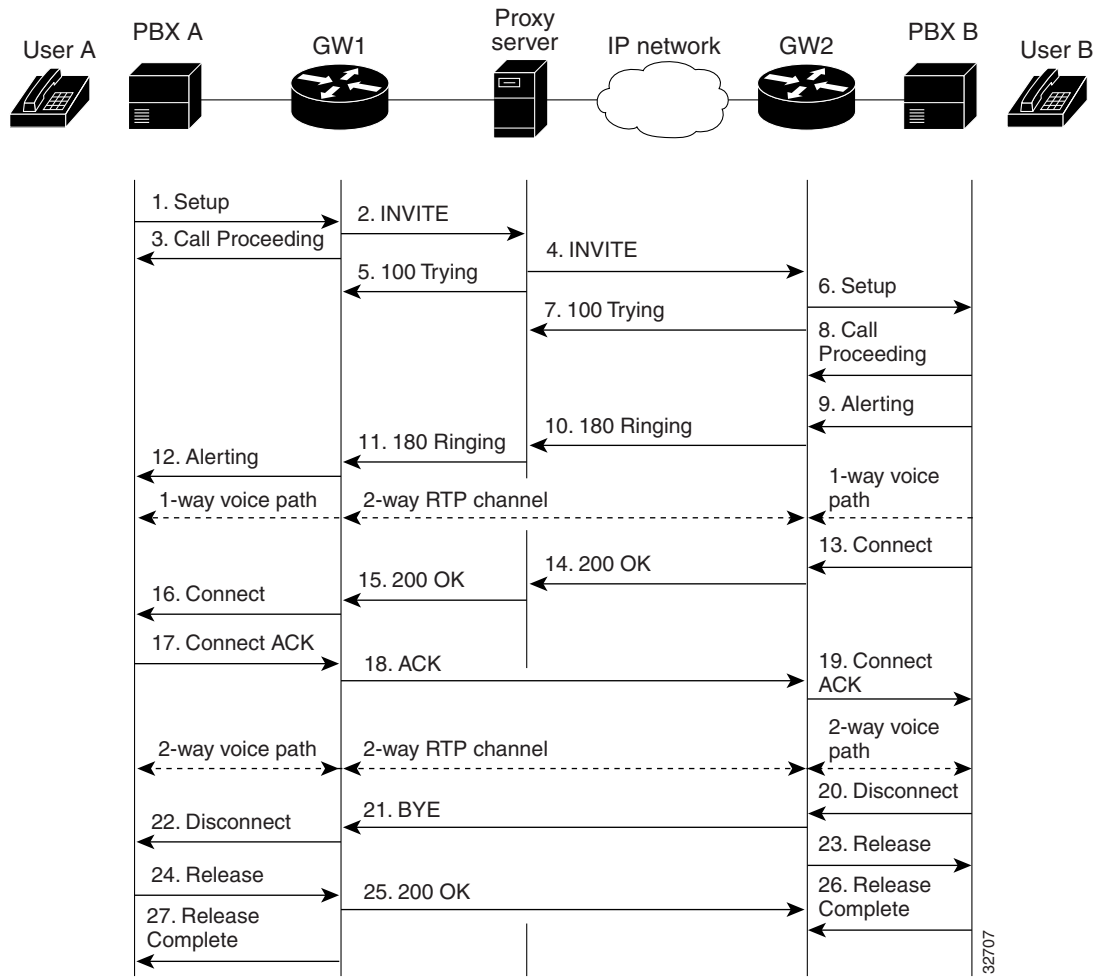 User A
PBX A
GW1
Proxy
server
IP network
GW2
PBX B
User B
1. Setup
2. INVITE
3. Call Proceeding
4. INVITE
5. 100 Trying
6. Setup
7. 100 Trying
8. Call
Proceeding
9. Alerting
10. 180 Ringing
11. 180 Ringing
12. Alerting
1-way voice path
2-way RTP channel
1-way voice
path
13. Connect
14. 200 OK
15. 200 OK
16. Connect
17. Connect ACK
18. ACK
19. Connect
ACK
2-way voice path
2-way RTP channel
2-way voice
path
20. Disconnect
21. BYE
22. Disconnect
23. Release
24. Release
25. 200 OK
26. Release
Complete
27. Release
Complete
32707